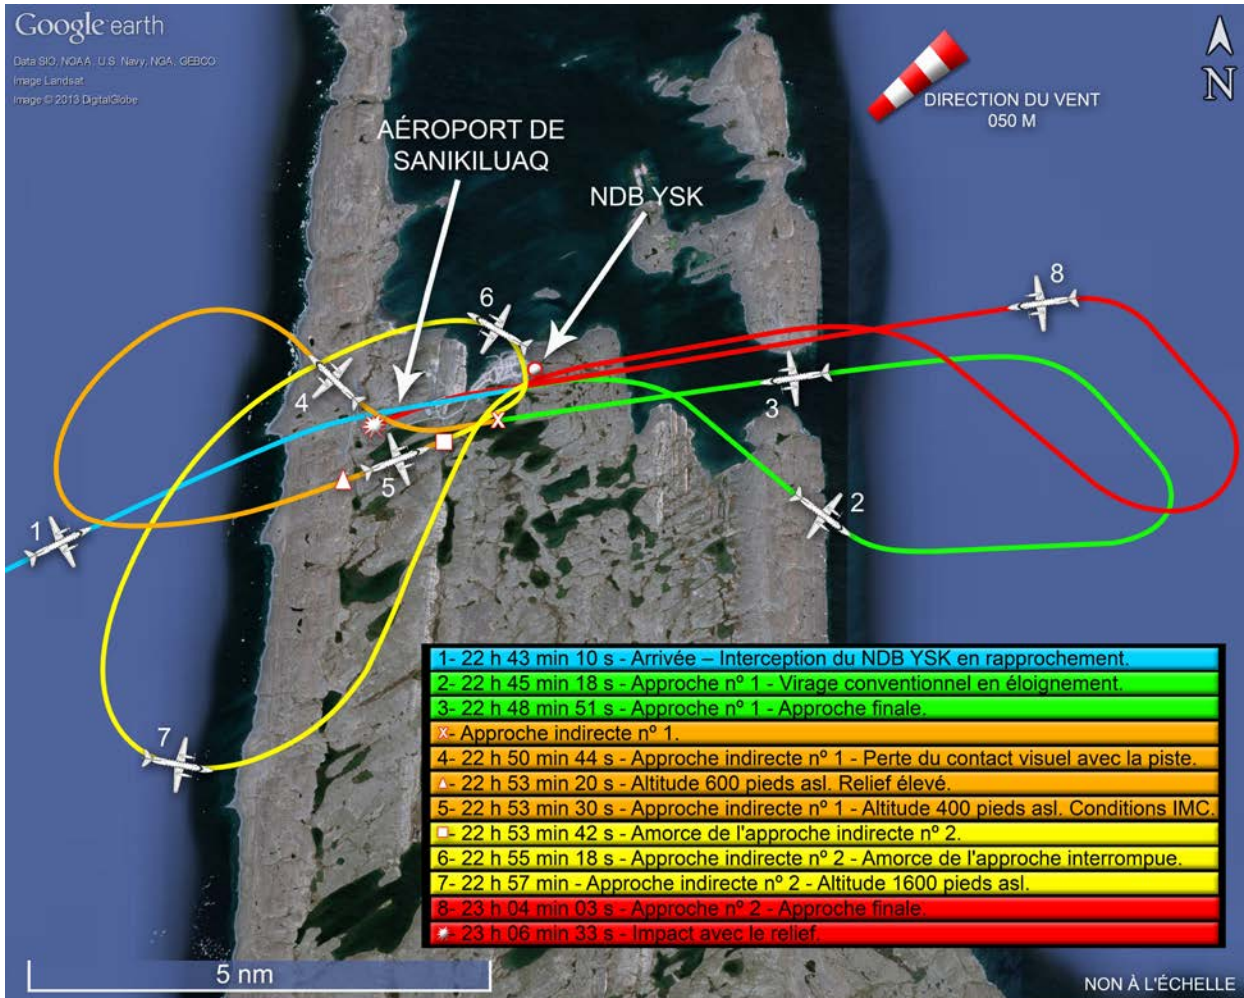 Google earth
Data SIO, NOAA, U.S. Navy, NGA, GEBCO
Image Landsat
Image © 2013 DigitalGlobe
N
DIRECTION DU VENT
050 M
AÉROPORT DE
SANIKILUAQ
NDB YSK
8
6
4
3
5
2
1
7
1- 22 h 43 min 10 s - Arrivée – Interception du NDB YSK en rapprochement.
2- 22 h 45 min 18 s - Approche nº 1 - Virage conventionnel en éloignement.
3- 22 h 48 min 51 s - Approche nº 1 - Approche finale.
X- Approche indirecte nº 1.
4- 22 h 50 min 44 s - Approche indirecte nº 1 - Perte du contact visuel avec la piste.
- 22 h 53 min 20 s - Altitude 600 pieds asl. Relief élevé.
5- 22 h 53 min 30 s - Approche indirecte nº 1 - Altitude 400 pieds asl. Conditions IMC.
- 22 h 53 min 42 s - Amorce de l'approche indirecte nº 2.
6- 22 h 55 min 18 s - Approche indirecte nº 2 - Amorce de l'approche interrompue.
7- 22 h 57 min - Approche indirecte nº 2 - Altitude 1600 pieds asl.
8- 23 h 04 min 03 s - Approche nº 2 - Approche finale.
- 23 h 06 min 33 s - Impact avec le relief.
5 nm
NON À L'ÉCHELLE